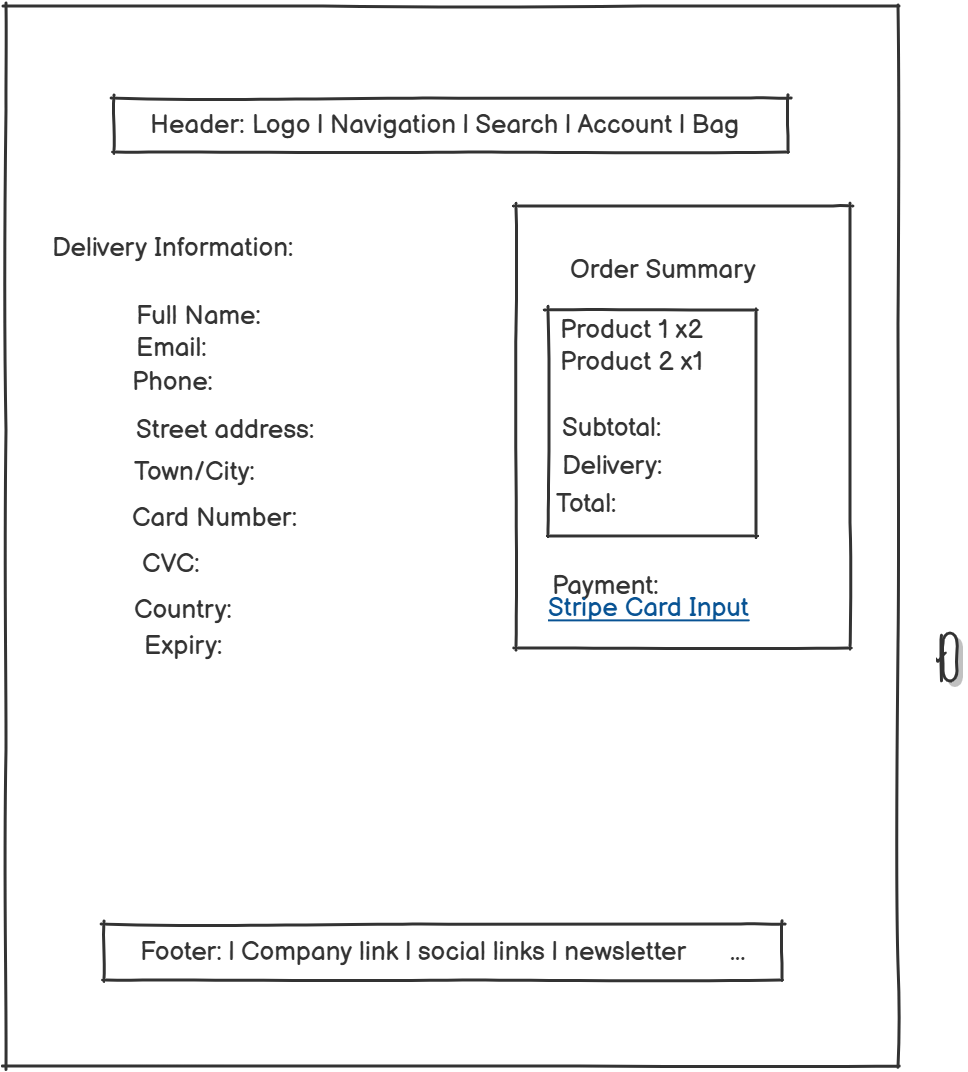 Header: Logo | Navigation | Search | Account | Bag
Delivery Information:
Full Name:
Email:
Phone:
Street address:
Town/City:
Card Number:
CVC:
Country:
Expiry:
Order Summary
Product 1 x2
Product 2 x1
Subtotal:
Delivery:
Total:
Payment:
Stripe Card Input
Footer: | Company link | social links | newsletter ...